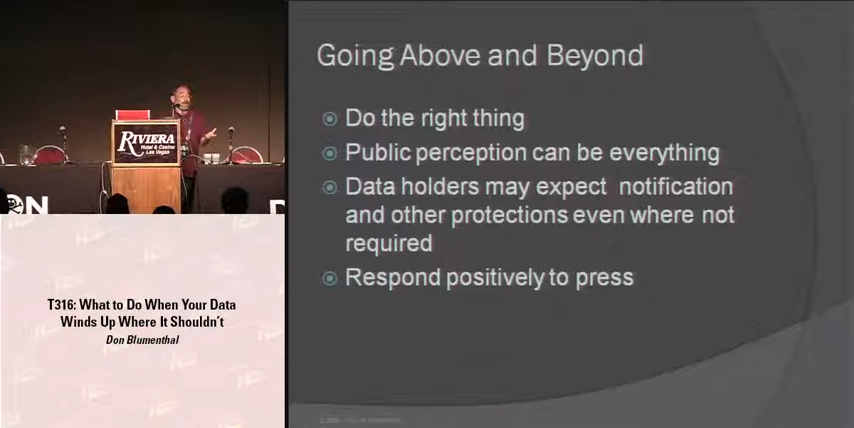 RIVIERA
Hotel & Casino
Las Vegas
ON
D
T316: What to Do When Your Data
Winds Up Where It Shouldn't
Don Blumenthal
Going Above and Beyond
Do the right thing
Public perception can be everything
Data holders may expect notification
and other protections even where not
required
Respond positively to press